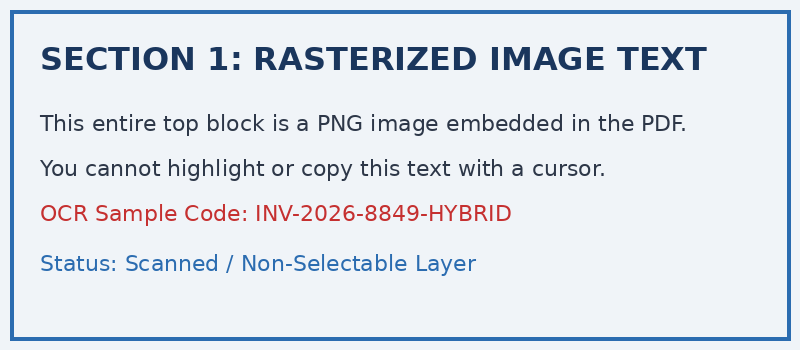 SECTION 1: RASTERIZED IMAGE TEXT
This entire top block is a PNG image embedded in the PDF.
You cannot highlight or copy this text with a cursor.
OCR Sample Code: INV-2026-8849-HYBRID
Status: Scanned / Non-Selectable Layer